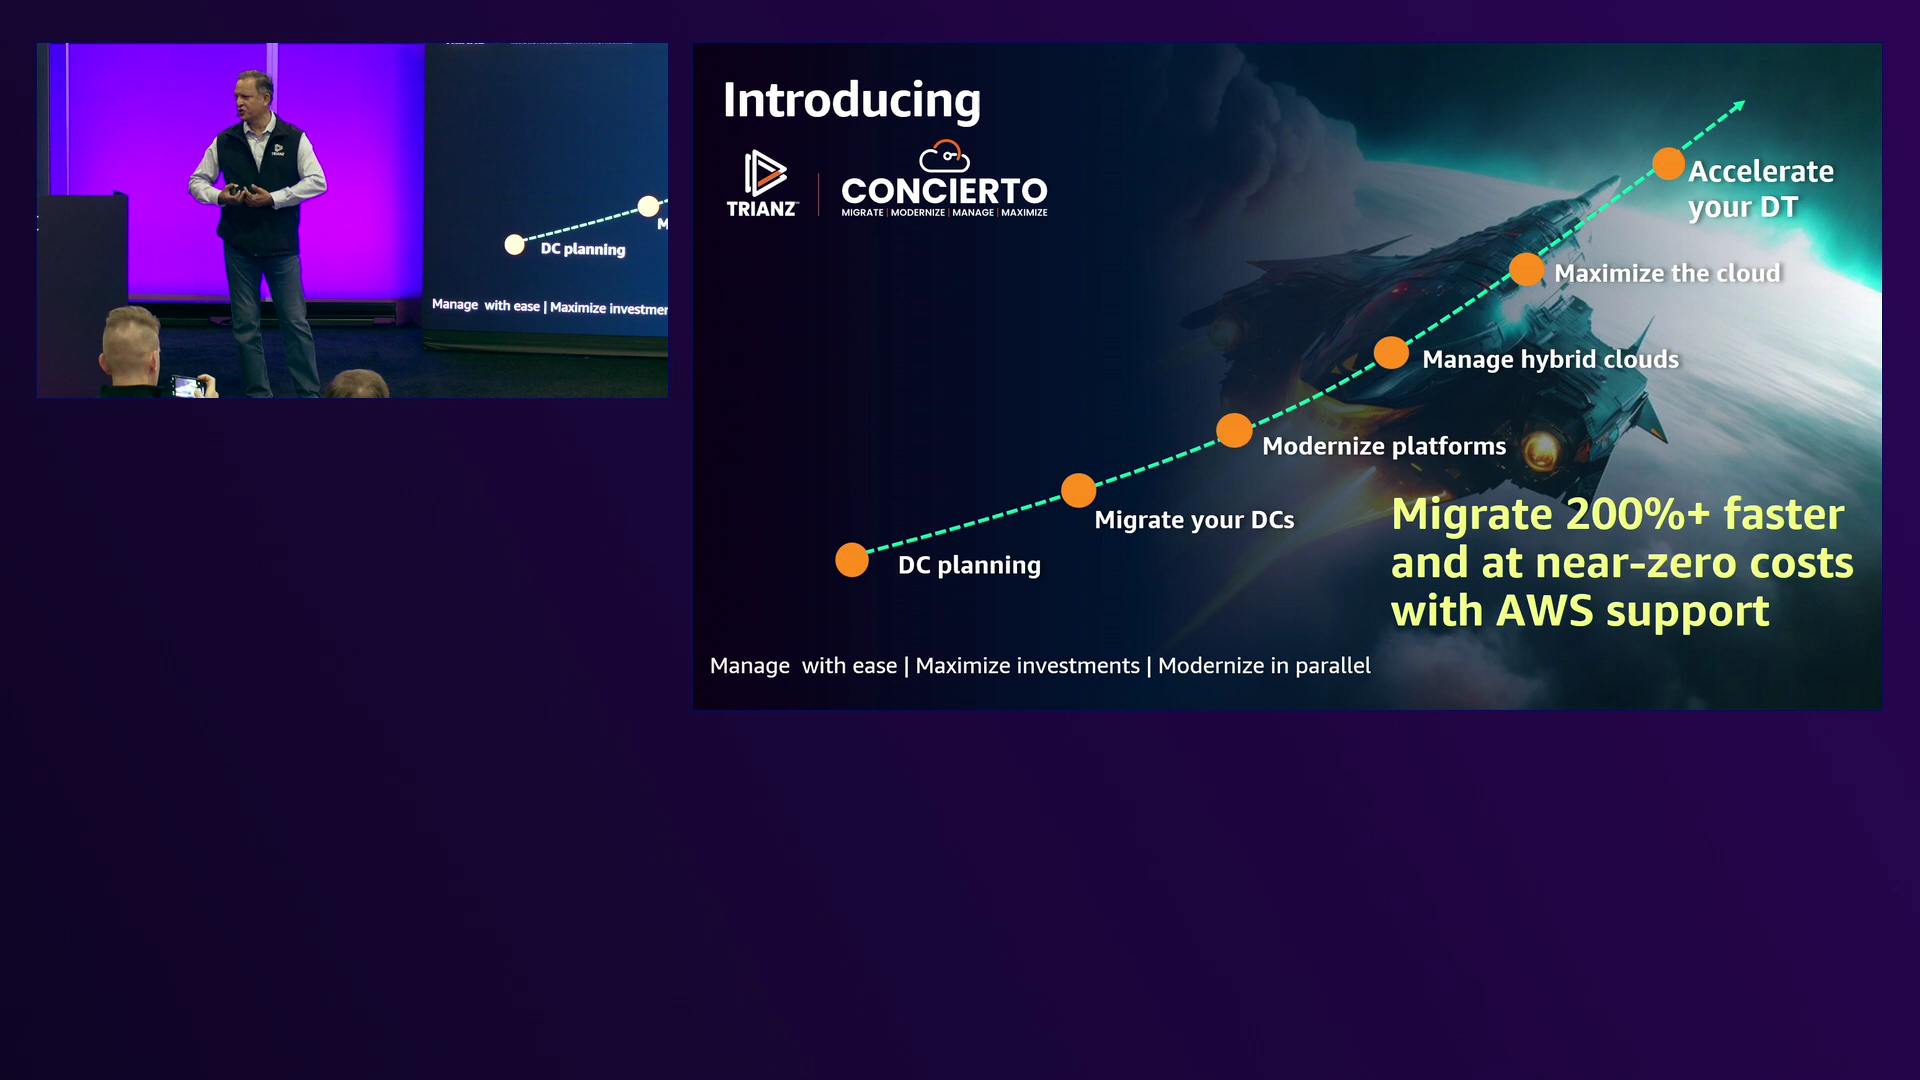 TRIANZ
DC planning
M
Manage with ease | Maximize investmen
Introducing
TRIANZ
CONCIERTO
MIGRATE | MODERNIZE | MANAGE | MAXIMIZE
Accelerate
your DT
Maximize the cloud
Manage hybrid clouds
Modernize platforms
Migrate your DCs
DC planning
Migrate 200%+ faster
and at near-zero costs
with AWS support
Manage with ease | Maximize investments | Modernize in parallel